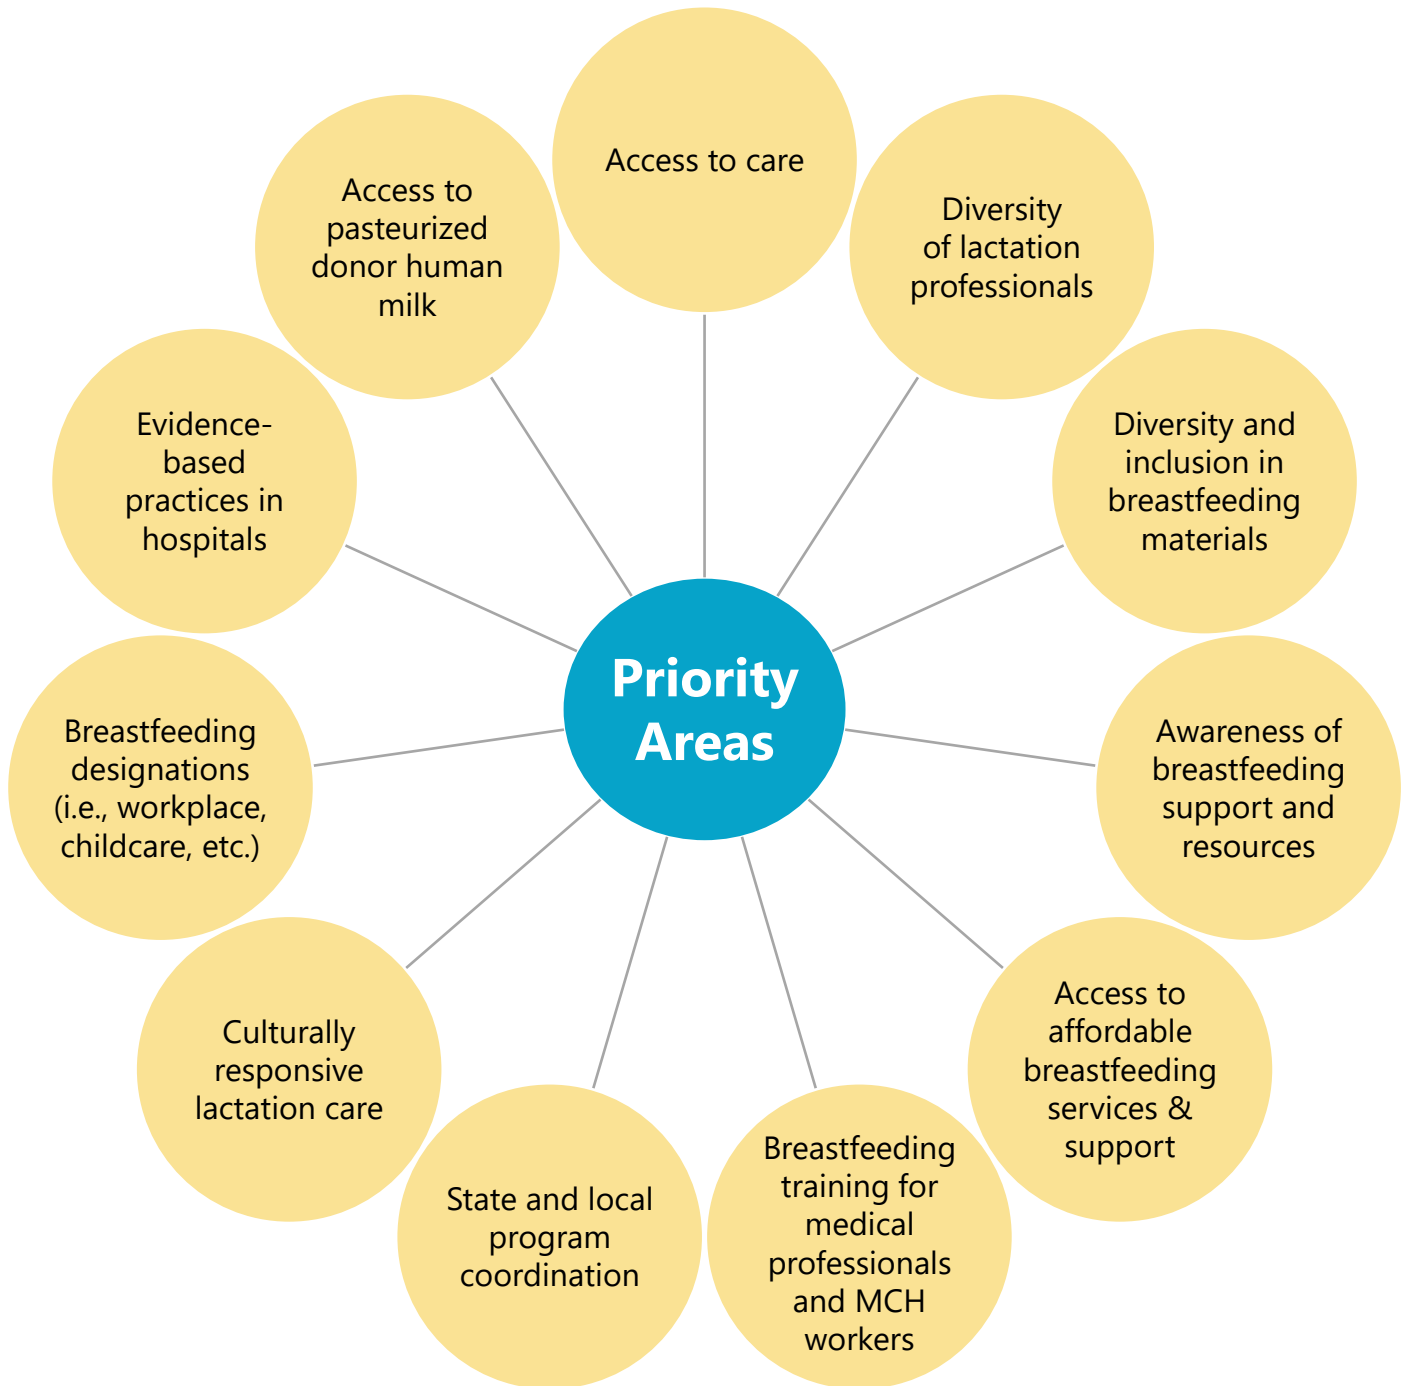 Access to care
Diversity
of lactation
professionals
Diversity and
inclusion in
breastfeeding
materials
Awareness of
breastfeeding
support and
resources
Access to
affordable
breastfeeding
services &
support
Breastfeeding
training for
medical
professionals
and MCH
workers
State and local
program
coordination
Culturally
responsive
lactation care
Breastfeeding
designations
(i.e., workplace,
childcare, etc.)
Evidence-
based
practices in
hospitals
Access to
pasteurized
donor human
milk
Priority
Areas